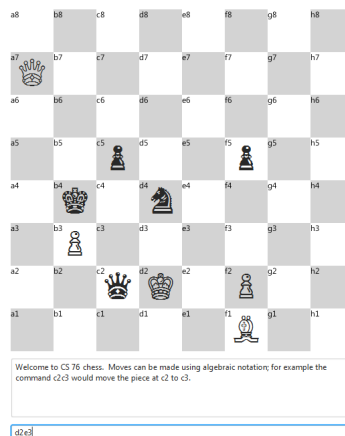 a8 b8 c8 d8 e8 f8 g8 h8
a7 b7 c7 d7 e7 f7 g7 h7
a6 b6 c6 d6 e6 f6 g6 h6
a5 b5 c5 d5 e5 f5 g5 h5
a4 b4 c4 d4 e4 f4 g4 h4
a3 b3 c3 d3 e3 f3 g3 h3
a2 b2 c2 d2 e2 f2 g2 h2
a1 b1 c1 d1 e1 f1 g1 h1
Welcome to CS 76 chess. Moves can be made using algebraic notation; for example the
command c2c3 would move the piece at c2 to c3.
d2e3